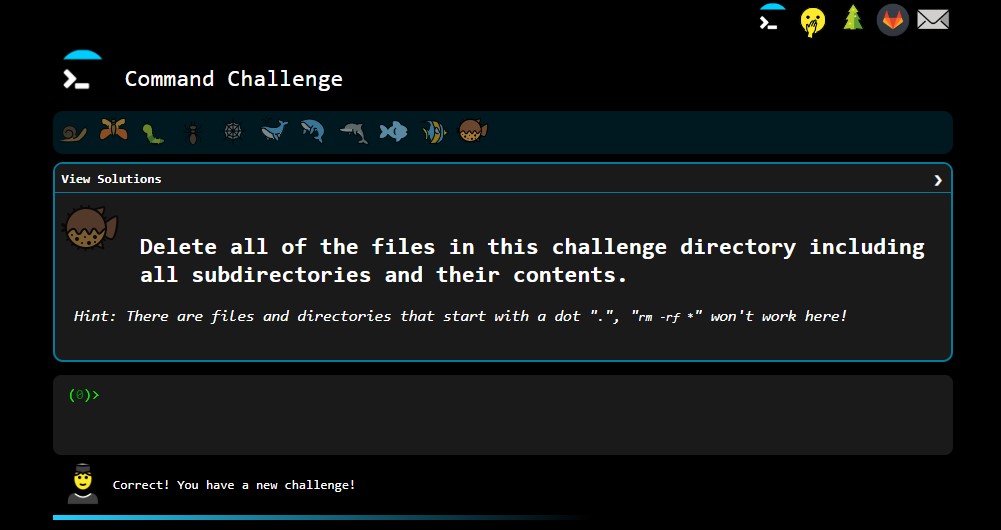 Command Challenge
View Solutions
Delete all of the files in this challenge directory including
all subdirectories and their contents.
Hint: There are files and directories that start with a dot ".", "rm -rf *" won't work here!
(0)>
Correct! You have a new challenge!